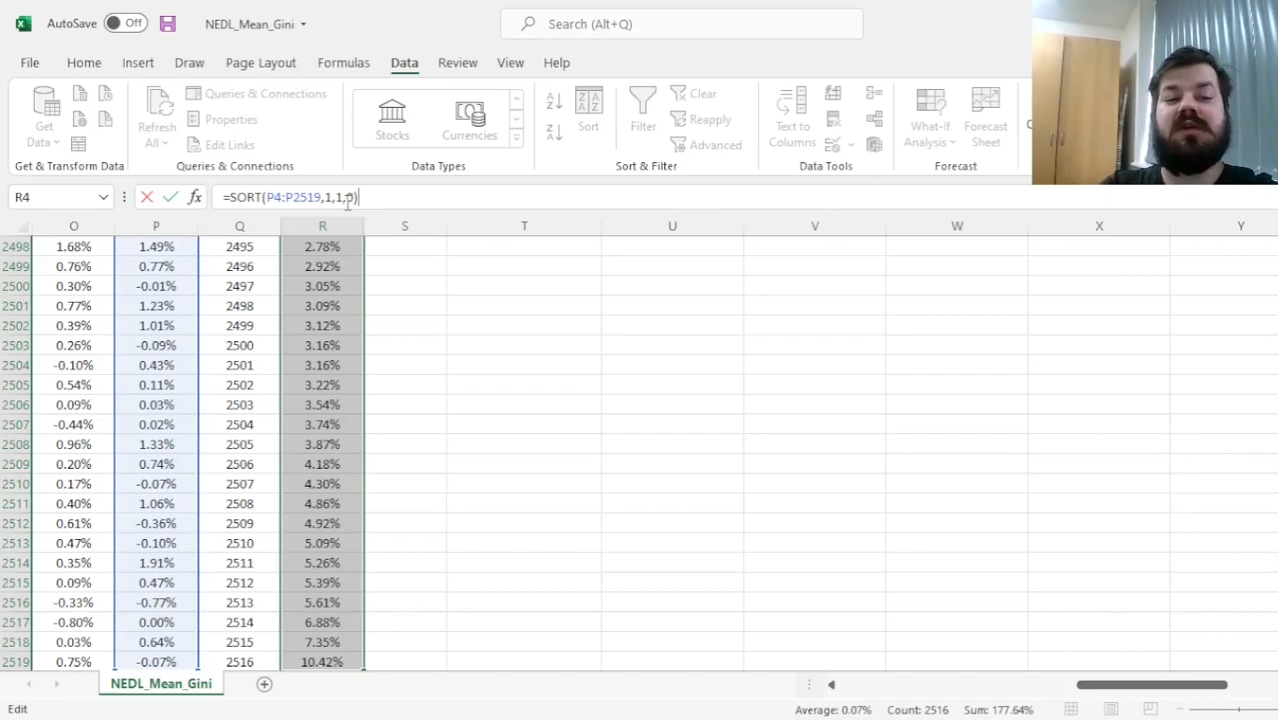 AutoSave Off NEDL_Mean_Gini Search (Alt+Q)
File Home Insert Draw Page Layout Formulas Data Review View Help
Get Data Refresh All Queries & Connections Properties Edit Links Stocks Currencies Sort Filter Clear Reapply Advanced Text to Columns What-If Analysis Forecast Sheet
Get & Transform Data Queries & Connections Data Types Sort & Filter Data Tools Forecast
R4 fx =SORT(P4:P2519,1,1,0)
O P Q R S T U V W X Y
2498 1.68% 1.49% 2495 2.78%
2499 0.76% 0.77% 2496 2.92%
2500 0.30% -0.01% 2497 3.05%
2501 0.77% 1.23% 2498 3.09%
2502 0.39% 1.01% 2499 3.12%
2503 0.26% -0.09% 2500 3.16%
2504 -0.10% 0.43% 2501 3.16%
2505 0.54% 0.11% 2502 3.22%
2506 0.09% 0.03% 2503 3.54%
2507 -0.44% 0.02% 2504 3.74%
2508 0.96% 1.33% 2505 3.87%
2509 0.20% 0.74% 2506 4.18%
2510 0.17% -0.07% 2507 4.30%
2511 0.40% 1.06% 2508 4.86%
2512 0.61% -0.36% 2509 4.92%
2513 0.47% -0.10% 2510 5.09%
2514 0.35% 1.91% 2511 5.26%
2515 0.09% 0.47% 2512 5.39%
2516 -0.33% -0.77% 2513 5.61%
2517 -0.80% 0.00% 2514 6.88%
2518 0.03% 0.64% 2515 7.35%
2519 0.75% -0.07% 2516 10.42%
NEDL_Mean_Gini
Edit Average: 0.07% Count: 2516 Sum: 177.64%